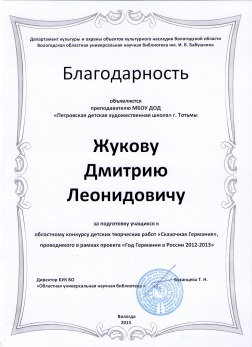 Департамент культуры и охраны объектов культурного наследия Вологодской области
Вологодская областная универсальная научная библиотека им. И. В. Бабушкина
Благодарность
объявляется
преподавателю МБОУ ДОД
«Петровская детская художественная школа» г. Тотьмы
Жукову
Дмитрию
Леонидовичу
за подготовку учащихся к
областному конкурсу детских творческих работ «Сказочная Германия»,
проводимого в рамках проекта «Год Германии в России 2012-2013»
Директор БУК ВО
«Областная универсальная научная библиотека»
Буханцева Т. Н.
Вологда
2013